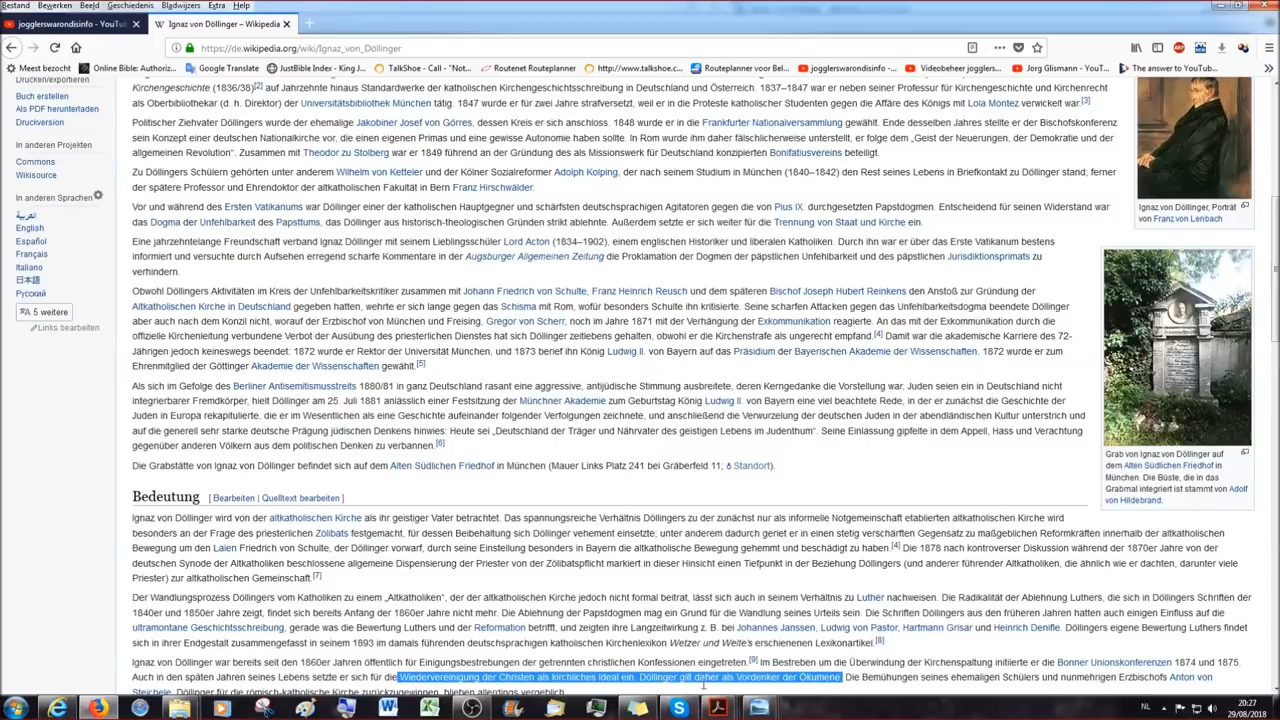 Bestand Bewerken Beeld Geschiedenis Bladwijzers Extra Help
jogglerswarondisinfo - YouTu
Ignaz von Döllinger – Wikipedia
https://de.wikipedia.org/wiki/Ignaz_von_Döllinger
Meest bezocht Online Bible: Authoriz... Google Translate JustBible Index - King J... TalkShoe - Call - "Not... Routenet Routeplanner http://www.talkshoe.c... Routeplanner voor Bel... jogglerswarondisinfo -... Videobeheer jogglers... Jorg Glismann - YouTube The answer to YouTube...
Drucken/exportieren
Buch erstellen
Als PDF herunterladen
Druckversion
In anderen Projekten
Commons
Wikisource
In anderen Sprachen
العربية
English
Español
Français
Italiano
日本語
Русский
5 weitere
Links bearbeiten
Kirchengeschichte (1836/38)[2] auf Jahrzehnte hinaus Standardwerke der katholischen Kirchengeschichtsschreibung in Deutschland und Österreich. 1837–1847 war er neben seiner Professur für Kirchengeschichte und Kirchenrecht
als Oberbibliothekar (d. h. Direktor) der Universitätsbibliothek München tätig. 1847 wurde er für zwei Jahre strafversetzt, weil er in die Proteste katholischer Studenten gegen die Affäre des Königs mit Lola Montez verwickelt war.[3]
Politischer Ziehvater Döllingers wurde der ehemalige Jakobiner Josef von Görres, dessen Kreis er sich anschloss. 1848 wurde er in die Frankfurter Nationalversammlung gewählt. Ende desselben Jahres stellte er der Bischofskonferenz
sein Konzept einer deutschen Nationalkirche vor, die einen eigenen Primas und eine gewisse Autonomie haben sollte. In Rom wurde ihm daher fälschlicherweise unterstellt, er folge dem „Geist der Neuerungen, der Demokratie und der
allgemeinen Revolution“. Zusammen mit Theodor zu Stolberg war er 1849 führend an der Gründung des als Missionswerk für Deutschland konzipierten Bonifatiusvereins beteiligt.
Zu Döllingers Schülern gehörten unter anderem Wilhelm von Ketteler und der Kölner Sozialreformer Adolph Kolping, der nach seinem Studium in München (1840–1842) den Rest seines Lebens in Briefkontakt zu Döllinger stand; ferner
der spätere Professor und Ehrendoktor der altkatholischen Fakultät in Bern Franz Hirschwälder.
Vor und während des Ersten Vatikanums war Döllinger einer der katholischen Hauptgegner und schärfsten deutschsprachigen Agitatoren gegen die von Pius IX. durchgesetzten Papstdogmen. Entscheidend für seinen Widerstand war
das Dogma der Unfehlbarkeit des Papsttums, das Döllinger aus historisch-theologischen Gründen strikt ablehnte. Außerdem setzte er sich weiter für die Trennung von Staat und Kirche ein.
Eine jahrzehntelange Freundschaft verband Ignaz Döllinger mit seinem Lieblingsschüler Lord Acton (1834–1902), einem englischen Historiker und liberalen Katholiken. Durch ihn war er über das Erste Vatikanum bestens
informiert und versuchte durch Aufsehen erregend scharfe Kommentare in der Augsburger Allgemeinen Zeitung die Proklamation der Dogmen der päpstlichen Unfehlbarkeit und des päpstlichen Jurisdiktionsprimats zu
verhindern.
Obwohl Döllingers Aktivitäten im Kreis der Unfehlbarkeitskritiker zusammen mit Johann Friedrich von Schulte, Franz Heinrich Reusch und dem späteren Bischof Joseph Hubert Reinkens den Anstoß zur Gründung der
Altkatholischen Kirche in Deutschland gegeben hatten, wehrte er sich lange gegen das Schisma mit Rom, wofür besonders Schulte ihn kritisierte. Seine scharfen Attacken gegen das Unfehlbarkeitsdogma beendete Döllinger
aber auch nach dem Konzil nicht, worauf der Erzbischof von München und Freising, Gregor von Scherr, noch im Jahre 1871 mit der Verhängung der Exkommunikation reagierte. An das mit der Exkommunikation durch die
offizielle Kirchenleitung verbundene Verbot der Ausübung des priesterlichen Dienstes hat sich Döllinger zeitlebens gehalten, obwohl er die Kirchenstrafe als ungerecht empfand.[4] Damit war die akademische Karriere des 72-
Jährigen jedoch keineswegs beendet: 1872 wurde er Rektor der Universität München, und 1873 berief ihn König Ludwig II. von Bayern auf das Präsidium der Bayerischen Akademie der Wissenschaften. 1872 wurde er zum
Ehrenmitglied der Göttinger Akademie der Wissenschaften gewählt.[5]
Als sich im Gefolge des Berliner Antisemitismusstreits 1880/81 in ganz Deutschland rasant eine aggressive, antijüdische Stimmung ausbreitete, deren Kerngedanke die Vorstellung war, Juden seien ein in Deutschland nicht
integrierbarer Fremdkörper, hielt Döllinger am 25. Juli 1881 anlässlich einer Festsitzung der Münchner Akademie zum Geburtstag König Ludwig II. von Bayern eine viel beachtete Rede, in der er zunächst die Geschichte der
Juden in Europa rekapitulierte, die er im Wesentlichen als eine Geschichte aufeinander folgender Verfolgungen zeichnete, und anschließend die Verwurzelung der deutschen Juden in der abendländischen Kultur unterstrich und
auf die generell sehr starke deutsche Prägung jüdischen Denkens hinwies: Heute sei „Deutschland der Träger und Nährvater des geistigen Lebens im Judenthum“. Seine Einlassung gipfelte in dem Appell, Hass und Verachtung
gegenüber anderen Völkern aus dem politischen Denken zu verbannen.[6]
Die Grabstätte von Ignaz von Döllinger befindet sich auf dem Alten Südlichen Friedhof in München (Mauer Links Platz 241 bei Gräberfeld 11; Standort).
Bedeutung [ Bearbeiten | Quelltext bearbeiten ]
Ignaz von Döllinger wird von der altkatholischen Kirche als ihr geistiger Vater betrachtet. Das spannungsreiche Verhältnis Döllingers zu der zunächst nur als informelle Notgemeinschaft etablierten altkatholischen Kirche wird
besonders an der Frage des priesterlichen Zölibats festgemacht, für dessen Beibehaltung sich Döllinger vehement einsetzte; unter anderem dadurch geriet er in einen stetig verschärften Gegensatz zu maßgeblichen Reformkräften innerhalb der altkatholischen
Bewegung um den Laien Friedrich von Schulte, der Döllinger vorwarf, durch seine Einstellung besonders in Bayern die altkatholische Bewegung gehemmt und beschädigt zu haben.[4] Die 1878 nach kontroverser Diskussion während der 1870er Jahre von der
deutschen Synode der Altkatholiken beschlossene allgemeine Dispensierung der Priester von der Zölibatspflicht markiert in dieser Hinsicht einen Tiefpunkt in der Beziehung Döllingers (und anderer führender Altkatholiken, die ähnlich wie er dachten, darunter viele
Priester) zur altkatholischen Gemeinschaft.[7]
Der Wandlungsprozess Döllingers vom Katholiken zu einem „Altkatholiken“, der der altkatholischen Kirche jedoch nicht formal beitrat, lässt sich auch in seinem Verhältnis zu Luther nachweisen. Die Radikalität der Ablehnung Luthers, die sich in Döllingers Schriften der
1840er und 1850er Jahre zeigt, findet sich bereits Anfang der 1860er Jahre nicht mehr. Die Ablehnung der Papstdogmen mag ein Grund für die Wandlung seines Urteils sein. Die Schriften Döllingers aus den früheren Jahren hatten auch einigen Einfluss auf die
ultramontane Geschichtsschreibung, gerade was die Bewertung Luthers und der Reformation betrifft, und zeigten ihre Langzeitwirkung z. B. bei Johannes Janssen, Ludwig von Pastor, Hartmann Grisar und Heinrich Denifle. Döllingers eigene Bewertung Luthers findet
sich in ihrer Endgestalt zusammengefasst in seinem 1893 im damals führenden deutschsprachigen katholischen Kirchenlexikon Wetzer und Welte's erschienenen Lexikonartikel.[8]
Ignaz von Döllinger war bereits seit den 1860er Jahren öffentlich für Einigungsbestrebungen der getrennten christlichen Konfessionen eingetreten.[9] Im Bestreben um die Überwindung der Kirchenspaltung initiierte er die Bonner Unionskonferenzen 1874 und 1875.
Auch in den späten Jahren seines Lebens setzte er sich für die Wiedervereinigung der Christen als kirchliches Ideal ein. Döllinger gilt daher als Vordenker der Ökumene. Die Bemühungen seines ehemaligen Schülers und nunmehrigen Erzbischofs Anton von
Steichele, Döllinger für die römisch-katholische Kirche zurückzugewinnen, blieben allerdings vergeblich.
Ignaz von Döllinger, Porträt
von Franz von Lenbach
Grab von Ignaz von Döllinger auf
dem Alten Südlichen Friedhof in
München. Die Büste, die in das
Grabmal integriert ist stammt von Adolf
von Hildebrand.
NL
20:27
29/08/2018